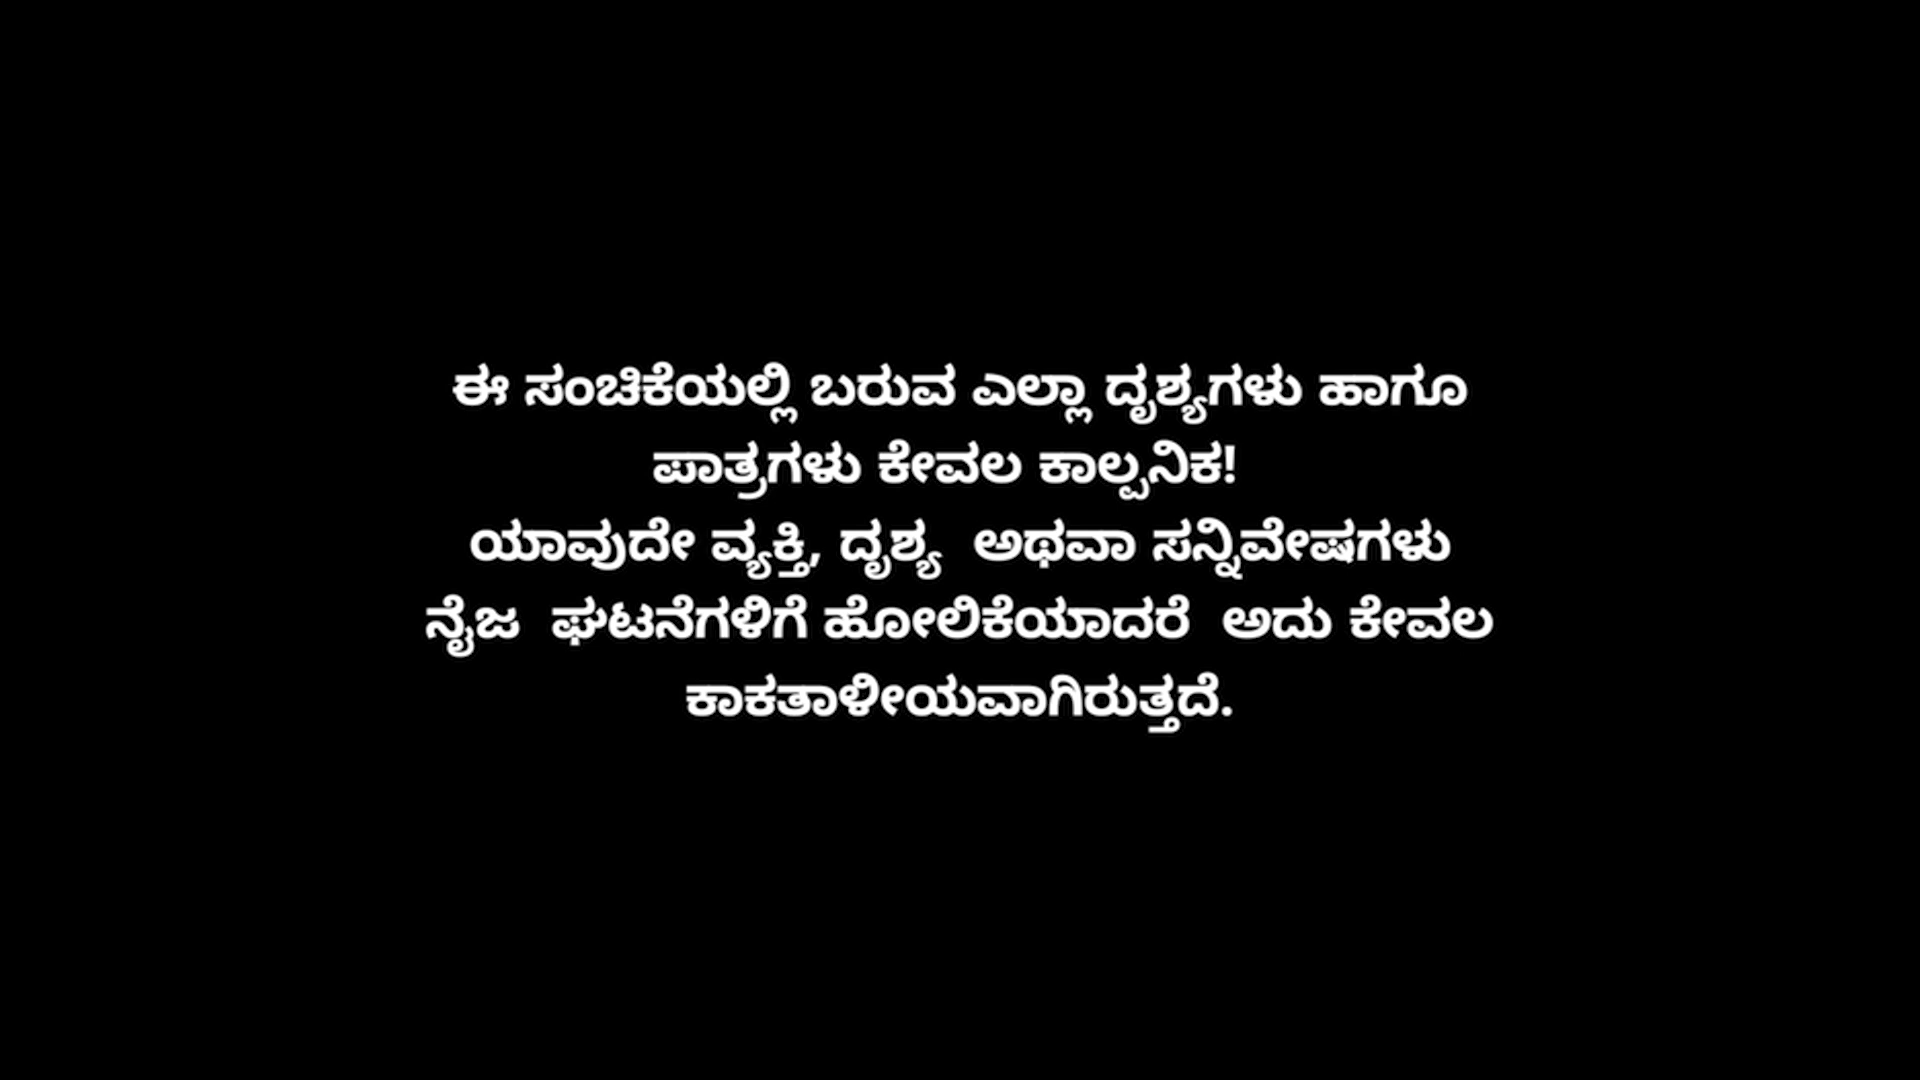 ಈ ಸಂಚಿಕೆಯಲ್ಲಿ ಬರುವ ಎಲ್ಲಾ ದೃಶ್ಯಗಳು ಹಾಗೂ
ಪಾತ್ರಗಳು ಕೇವಲ ಕಾಲ್ಪನಿಕ!
ಯಾವುದೇ ವ್ಯಕ್ತಿ, ದೃಶ್ಯ ಅಥವಾ ಸನ್ನಿವೇಷಗಳು
ನೈಜ ಘಟನೆಗಳಿಗೆ ಹೋಲಿಕೆಯಾದರೆ ಅದು ಕೇವಲ
ಕಾಕತಾಳೀಯವಾಗಿರುತ್ತದೆ.